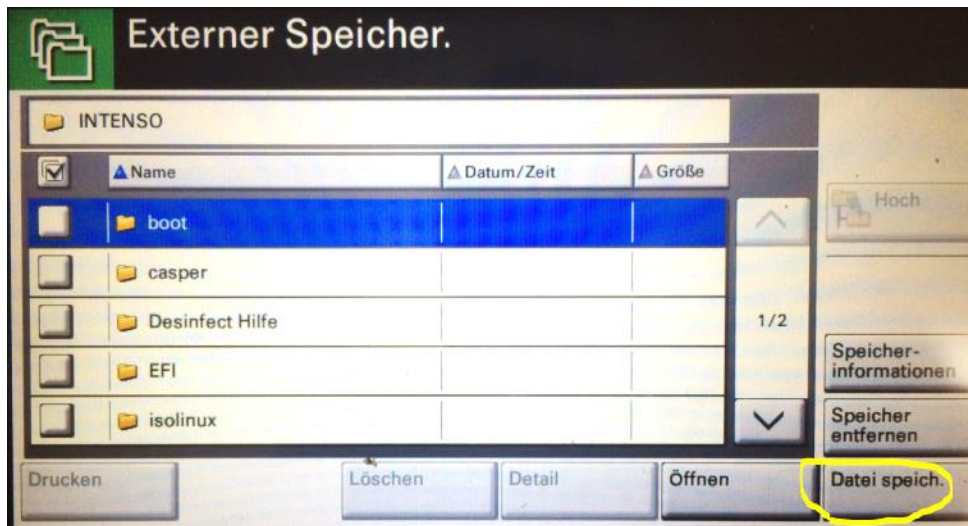 Externer Speicher.
INTENSO
Name Datum/Zeit Größe
boot
casper
Desinfect Hilfe
EFI
isolinux
1/2
Hoch
Speicher-
informationen
Speicher
entfernen
Drucken Löschen Detail Öffnen Datei speich.